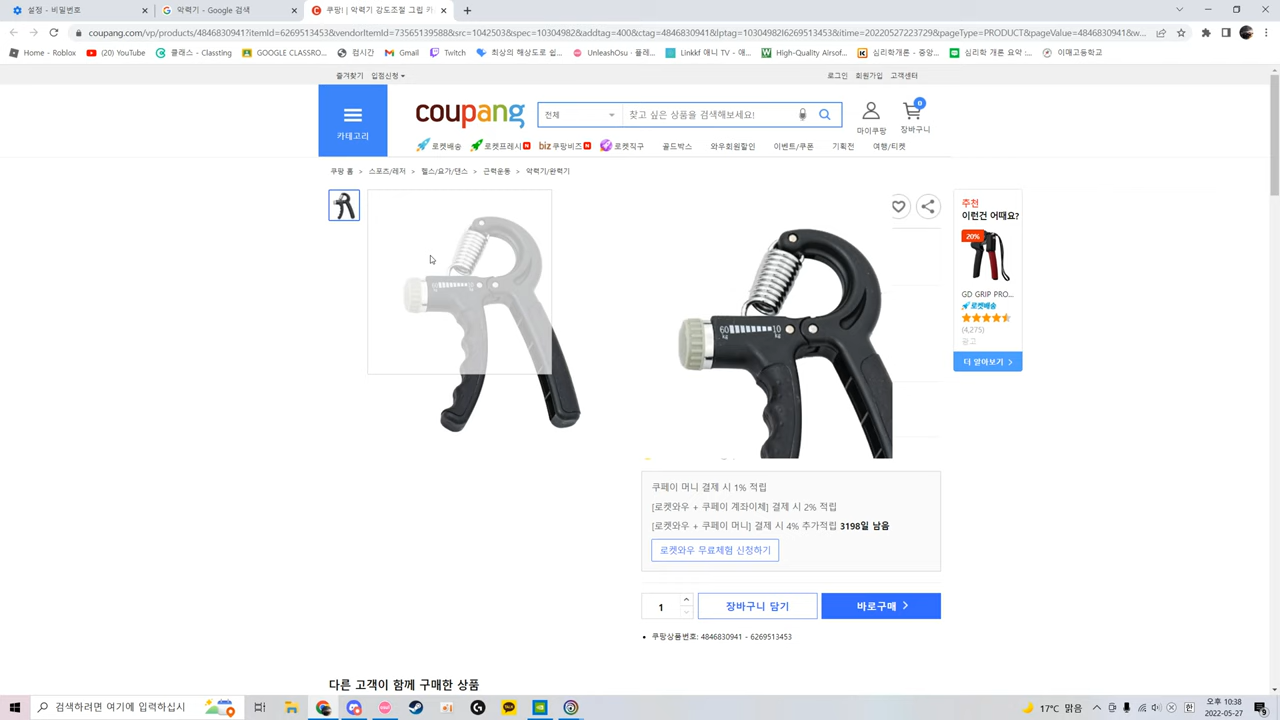 설정 - 비밀번호
악력기 - Google 검색
쿠팡! | 악력기 강도조절 그립 키
coupang.com/vp/products/4846830941?itemId=6269513453&vendorItemId=73565139588&src=1042503&spec=10304982&addtag=400&ctag=4846830941&lptag=10304982I6269513453&itime=20220527223729&pageType=PRODUCT&pageValue=4846830941&w...
Home - Roblox
(20) YouTube
클래스 - Classting
GOOGLE CLASSRO...
컴시간
Gmail
Twitch
최상의 해상도로 쉽...
UnleashOsu - 플레...
Linkkf 애니 TV - 애...
High-Quality Airsof...
심리학개론 - 중앙...
심리학 개론 요약 :...
이매고등학교
즐겨찾기 입점신청
로그인 회원가입 고객센터
카테고리
coupang
전체
찾고 싶은 상품을 검색해보세요!
마이쿠팡
0
장바구니
로켓배송
로켓프레시 N
biz 쿠팡비즈 N
로켓직구
골드박스
와우회원할인
이벤트/쿠폰
기획전
여행/티켓
쿠팡 홈 > 스포츠/레저 > 헬스/요가/댄스 > 근력운동 > 악력기/완력기
60 kg 10 kg
추천
이런건 어때요?
20%
GD GRIP PRO...
로켓배송
(4,275)
광고
더 알아보기 >
쿠페이 머니 결제 시 1% 적립
[로켓와우 + 쿠페이 계좌이체] 결제 시 2% 적립
[로켓와우 + 쿠페이 머니] 결제 시 4% 추가적립 3198일 남음
로켓와우 무료체험 신청하기
1
장바구니 담기
바로구매 >
• 쿠팡상품번호: 4846830941 - 6269513453
다른 고객이 함께 구매한 상품
검색하려면 여기에 입력하십시
17℃ 맑음
오후 10:38
2022-05-27